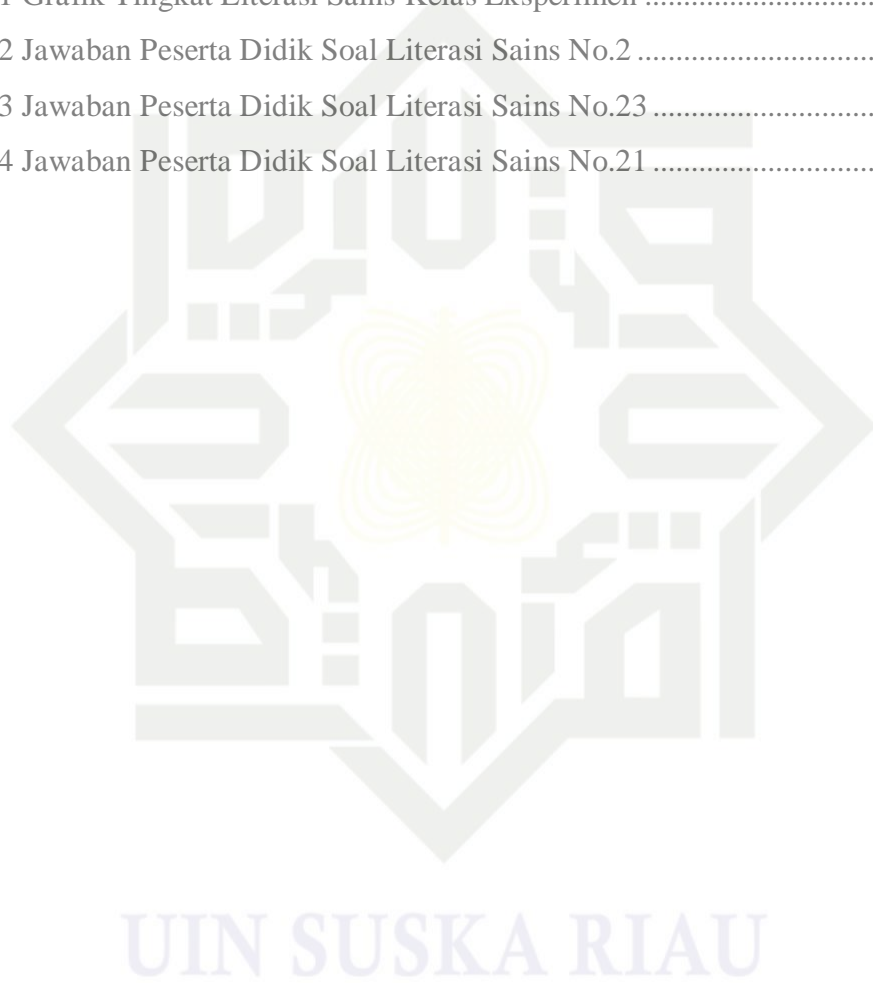 1 Grafik Tingkat Literasi Sains Kelas Eksperimen ..............................
2 Jawaban Peserta Didik Soal Literasi Sains No.2 ...............................
3 Jawaban Peserta Didik Soal Literasi Sains No.23 .............................
4 Jawaban Peserta Didik Soal Literasi Sains No.21 .............................
UIN SUSKA RIAU